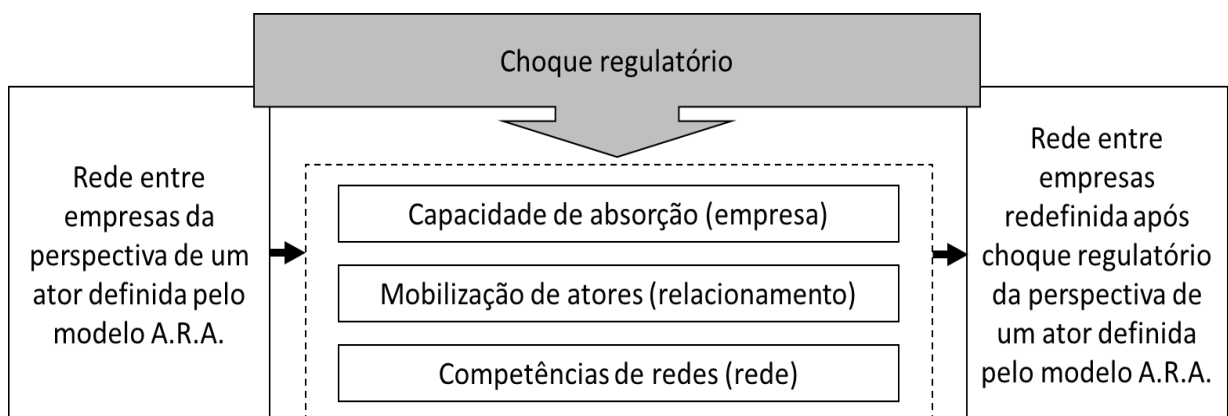 Choque regulatório
Rede entre
empresas da
perspectiva de um
ator definida pelo
modelo A.R.A.
Capacidade de absorção (empresa)
Mobilização de atores (relacionamento)
Competências de redes (rede)
Rede entre
empresas
redefinida após
choque regulatório
da perspectiva de
um ator definida
pelo modelo A.R.A.